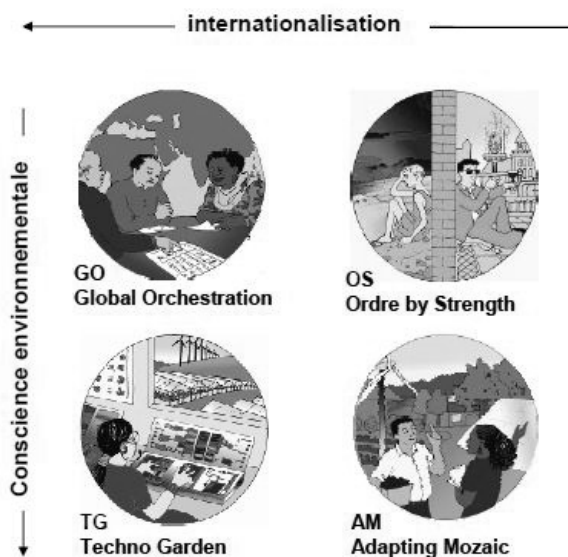 internationalisation
Conscience environnementale
GO
Global Orchestration
OS
Ordre by Strength
TG
Techno Garden
AM
Adapting Mozaic